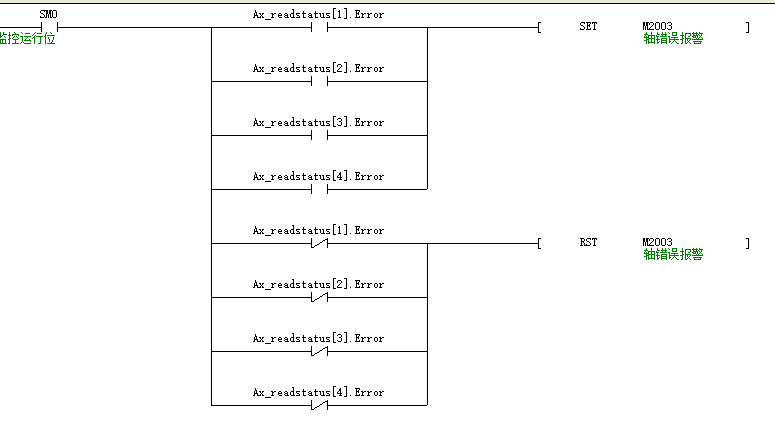 SM0
监控运行位
Ax_readstatus[1].Error
[ SET M2003 ]
轴错误报警
Ax_readstatus[2].Error
Ax_readstatus[3].Error
Ax_readstatus[4].Error
Ax_readstatus[1].Error
[ RST M2003 ]
轴错误报警
Ax_readstatus[2].Error
Ax_readstatus[3].Error
Ax_readstatus[4].Error